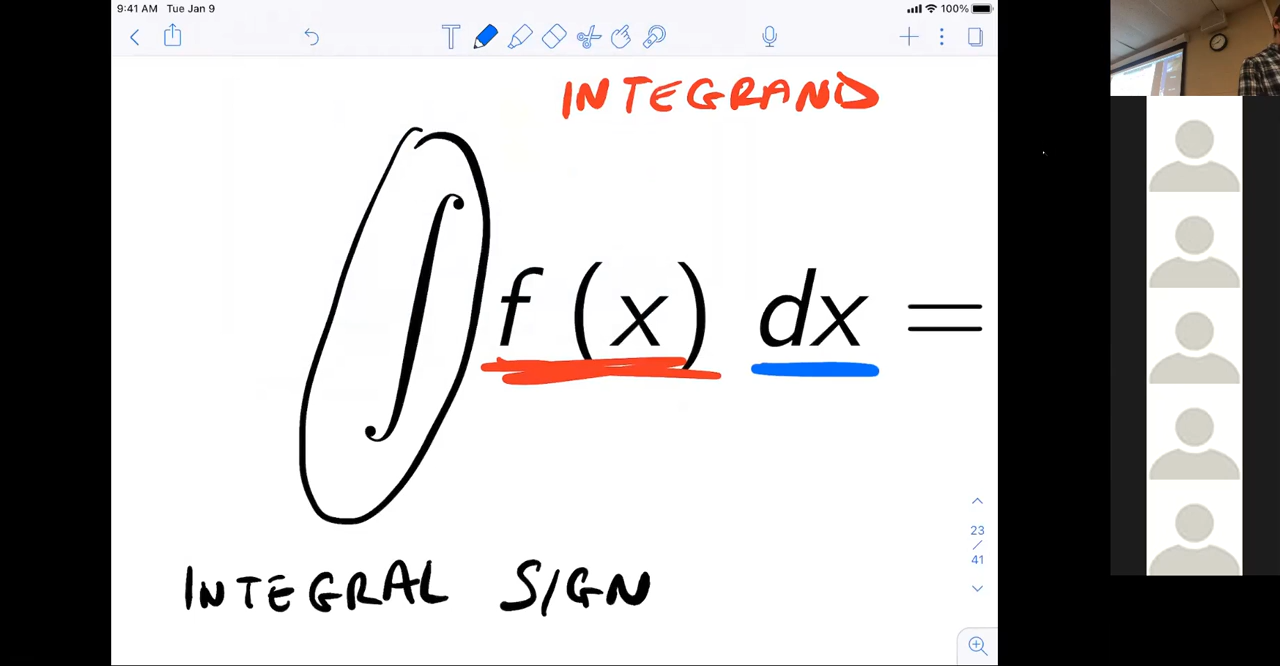 9:41 AM Tue Jan 9
100%
T
INTEGRAND
∫ f (x) dx =
23
/
41
INTEGRAL SIGN